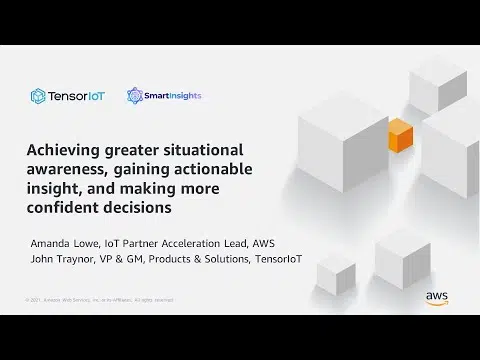 TensorIoT SmartInsights
Achieving greater situational
awareness, gaining actionable
insight, and making more
confident decisions
Amanda Lowe, IoT Partner Acceleration Lead, AWS
John Traynor, VP & GM, Products & Solutions, TensorIoT
© 2021, Amazon Web Services, Inc. or its Affiliates. All rights reserved.
aws